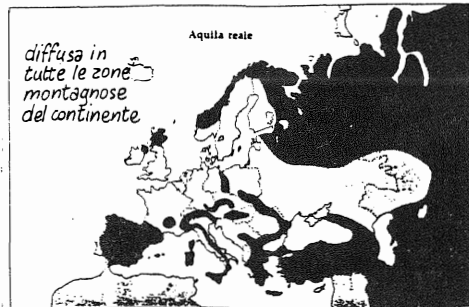 Aquila reale
diffusa in
tutte le zone
montagnose
del continente